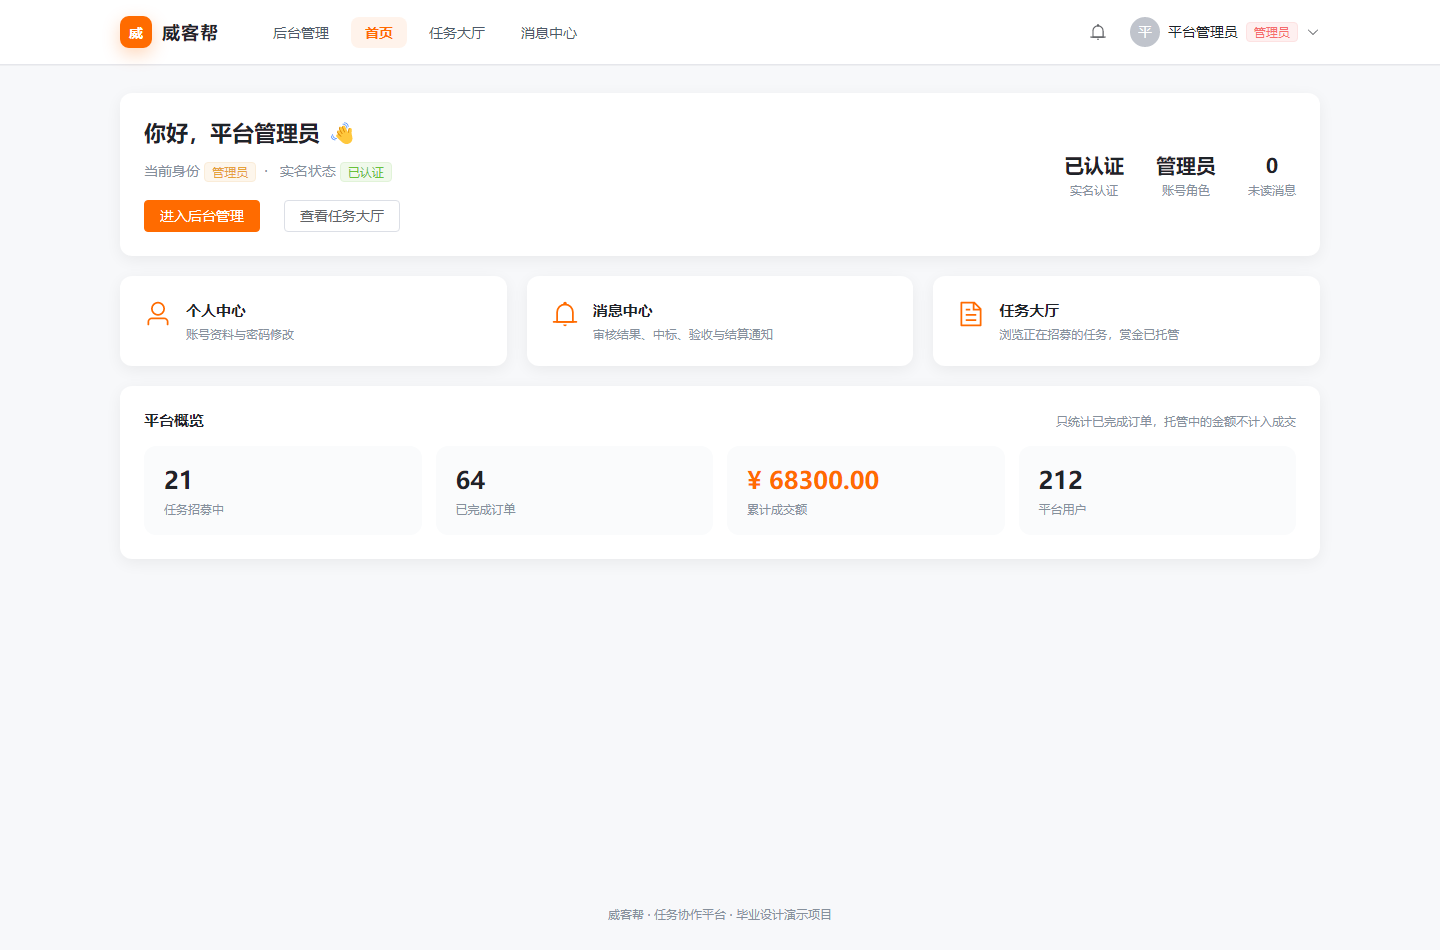 威 威客帮 后台管理 首页 任务大厅 消息中心 平 平台管理员 管理员
你好，平台管理员 👋
当前身份 管理员 · 实名状态 已认证
进入后台管理 查看任务大厅
已认证 管理员 0
实名认证 账号角色 未读消息
个人中心
账号资料与密码修改
消息中心
审核结果、中标、验收与结算通知
任务大厅
浏览正在招募的任务，赏金已托管
平台概览 只统计已完成订单，托管中的金额不计入成交
21 64 ¥ 68300.00 212
任务招募中 已完成订单 累计成交额 平台用户
威客帮 · 任务协作平台 · 毕业设计演示项目